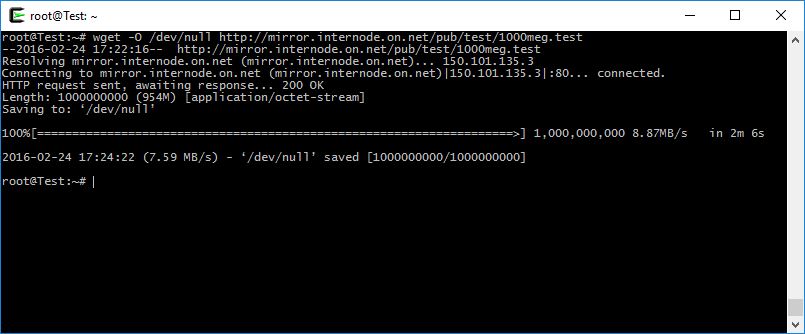 root@Test: ~
root@Test:~# wget -O /dev/null http://mirror.internode.on.net/pub/test/1000meg.test
--2016-02-24 17:22:16--  http://mirror.internode.on.net/pub/test/1000meg.test
Resolving mirror.internode.on.net (mirror.internode.on.net)... 150.101.135.3
Connecting to mirror.internode.on.net (mirror.internode.on.net)|150.101.135.3|:80... connected.
HTTP request sent, awaiting response... 200 OK
Length: 1000000000 (954M) [application/octet-stream]
Saving to: ‘/dev/null’
100%[===================================================================>] 1,000,000,000 8.87MB/s   in 2m 6s
2016-02-24 17:24:22 (7.59 MB/s) - ‘/dev/null’ saved [1000000000/1000000000]
root@Test:~#